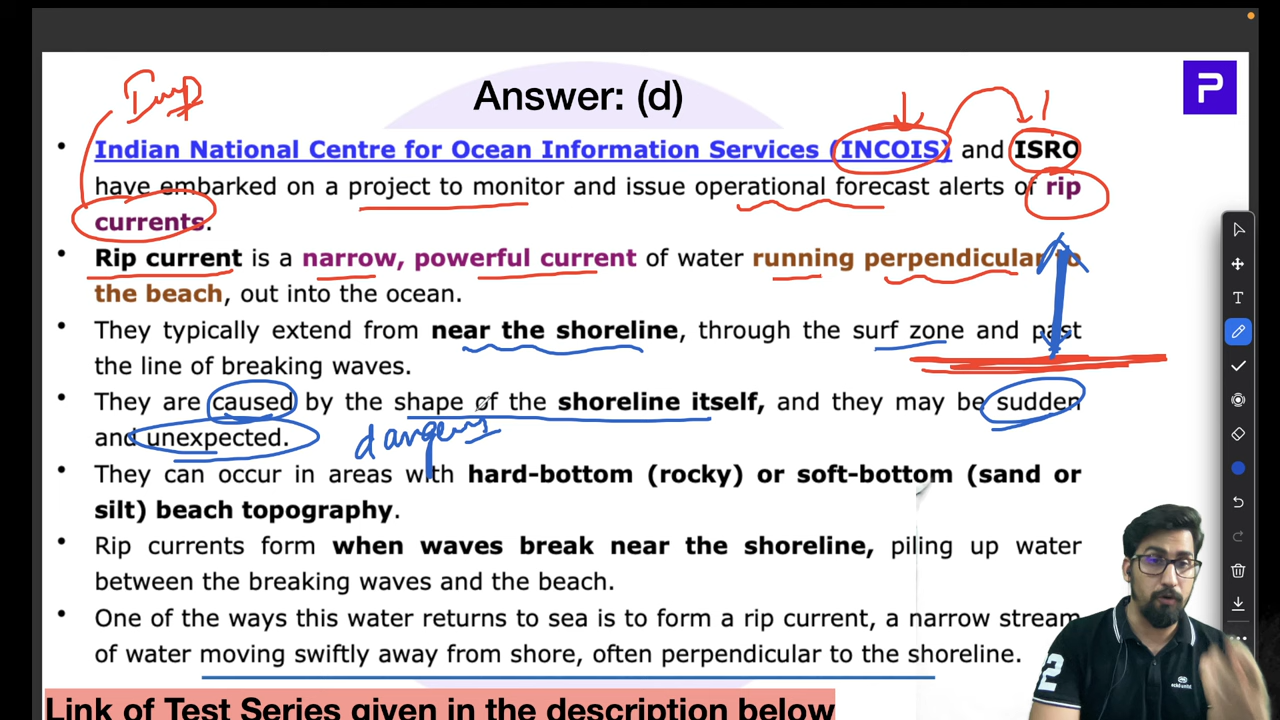 Imp
Answer: (d)
P
• Indian National Centre for Ocean Information Services (INCOIS) and ISRO
have embarked on a project to monitor and issue operational forecast alerts of rip
currents.
• Rip current is a narrow, powerful current of water running perpendicular to
the beach, out into the ocean.
• They typically extend from near the shoreline, through the surf zone and past
the line of breaking waves.
• They are caused by the shape of the shoreline itself, and they may be sudden
and unexpected.
• They can occur in areas with hard-bottom (rocky) or soft-bottom (sand or
silt) beach topography.
• Rip currents form when waves break near the shoreline, piling up water
between the breaking waves and the beach.
• One of the ways this water returns to sea is to form a rip current, a narrow stream
of water moving swiftly away from shore, often perpendicular to the shoreline.
Link of Test Series given in the description below
T
2